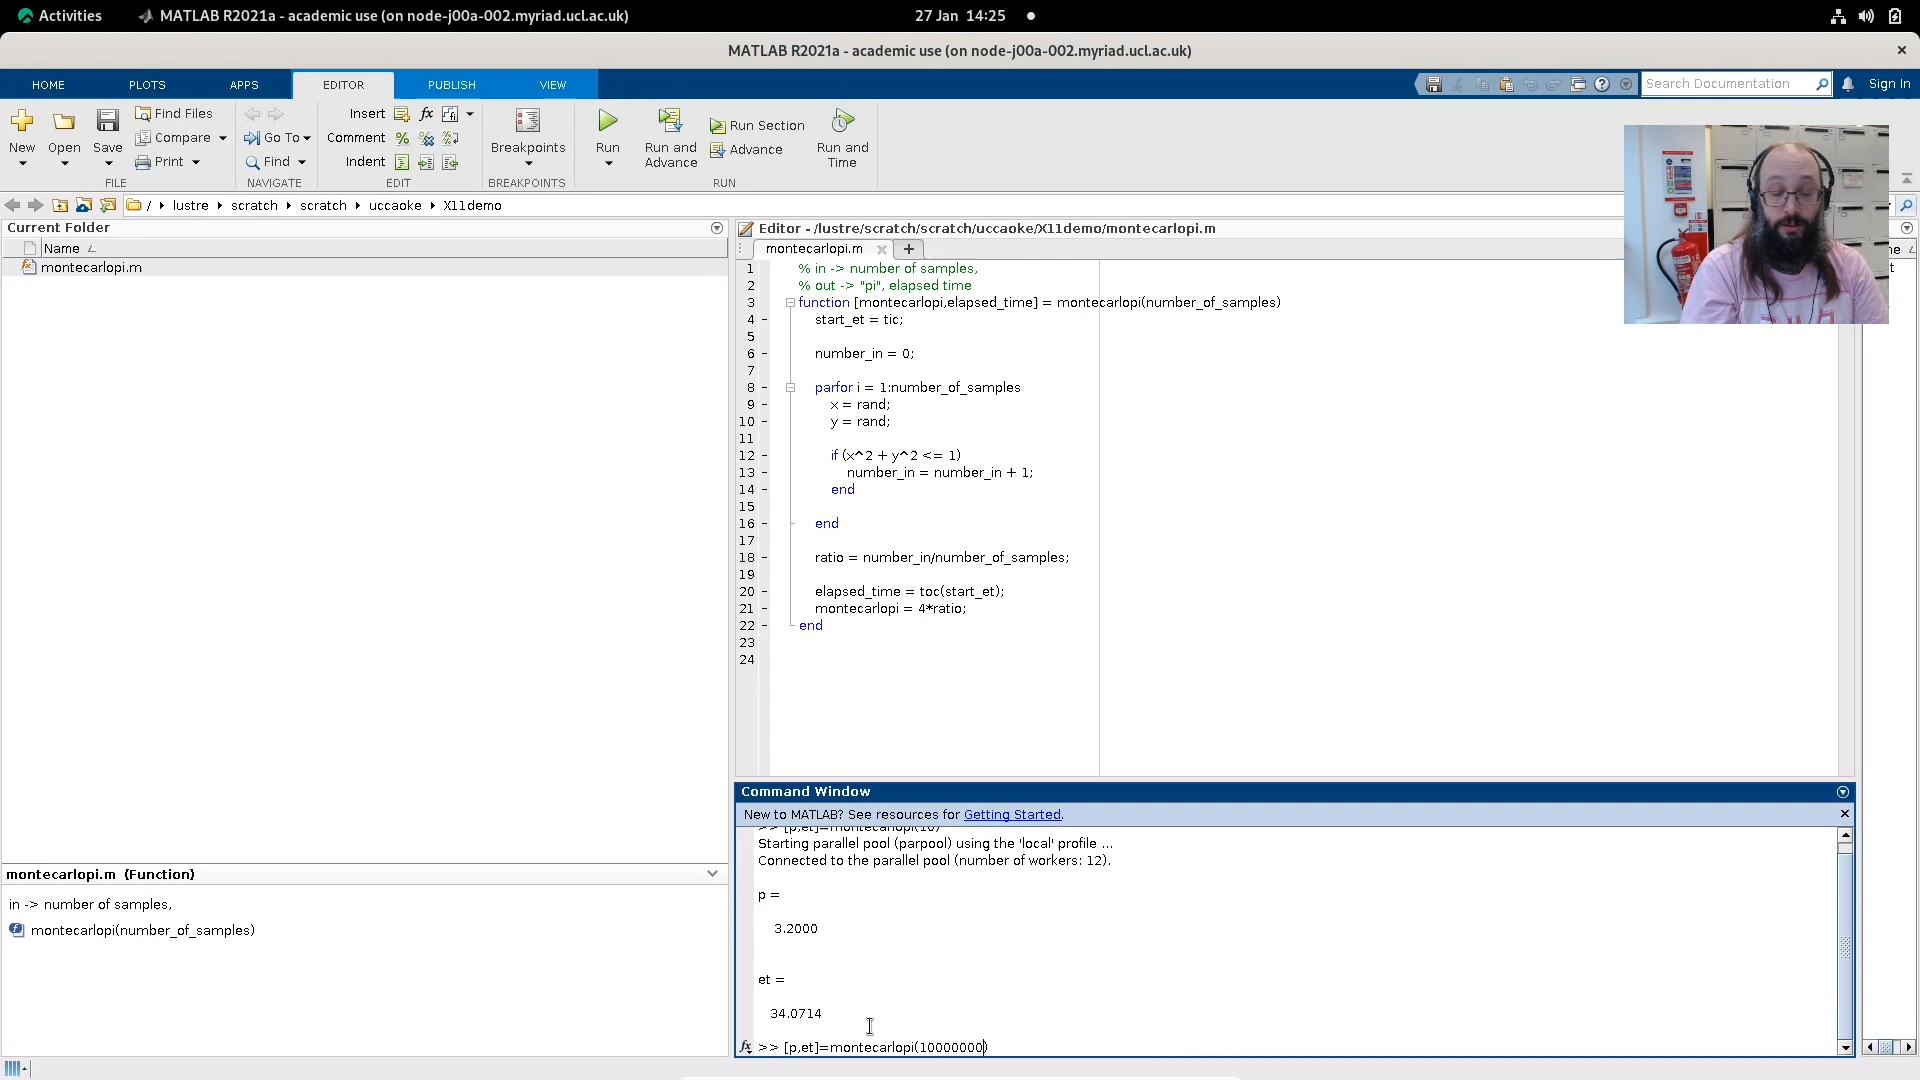 Activities MATLAB R2021a - academic use (on node-j00a-002.myriad.ucl.ac.uk) 27 Jan 14:25
MATLAB R2021a - academic use (on node-j00a-002.myriad.ucl.ac.uk)
HOME PLOTS APPS EDITOR PUBLISH VIEW Search Documentation Sign In
New Open Save Find Files Compare Print
FILE
Go To Find
NAVIGATE
Insert fx
Comment
Indent
EDIT
Breakpoints
BREAKPOINTS
Run Run and Advance Run Section Advance Run and Time
RUN
/ lustre scratch scratch uccaoke X11demo
Current Folder
Name
montecarlopi.m
montecarlopi.m (Function)
in -> number of samples,
montecarlopi(number_of_samples)
Editor - /lustre/scratch/scratch/uccaoke/X11demo/montecarlopi.m
montecarlopi.m
1 % in -> number of samples,
2 % out -> "pi", elapsed time
3 function [montecarlopi,elapsed_time] = montecarlopi(number_of_samples)
4 - start_et = tic;
5
6 - number_in = 0;
7
8 - parfor i = 1:number_of_samples
9 - x = rand;
10 - y = rand;
11
12 - if (x^2 + y^2 <= 1)
13 - number_in = number_in + 1;
14 - end
15
16 - end
17
18 - ratio = number_in/number_of_samples;
19
20 - elapsed_time = toc(start_et);
21 - montecarlopi = 4*ratio;
22 - end
23
24
Command Window
New to MATLAB? See resources for Getting Started.
>> [p,et]=montecarlopi(10)
Starting parallel pool (parpool) using the 'local' profile ...
Connected to the parallel pool (number of workers: 12).
p =
3.2000
et =
34.0714
fx >> [p,et]=montecarlopi(10000000)